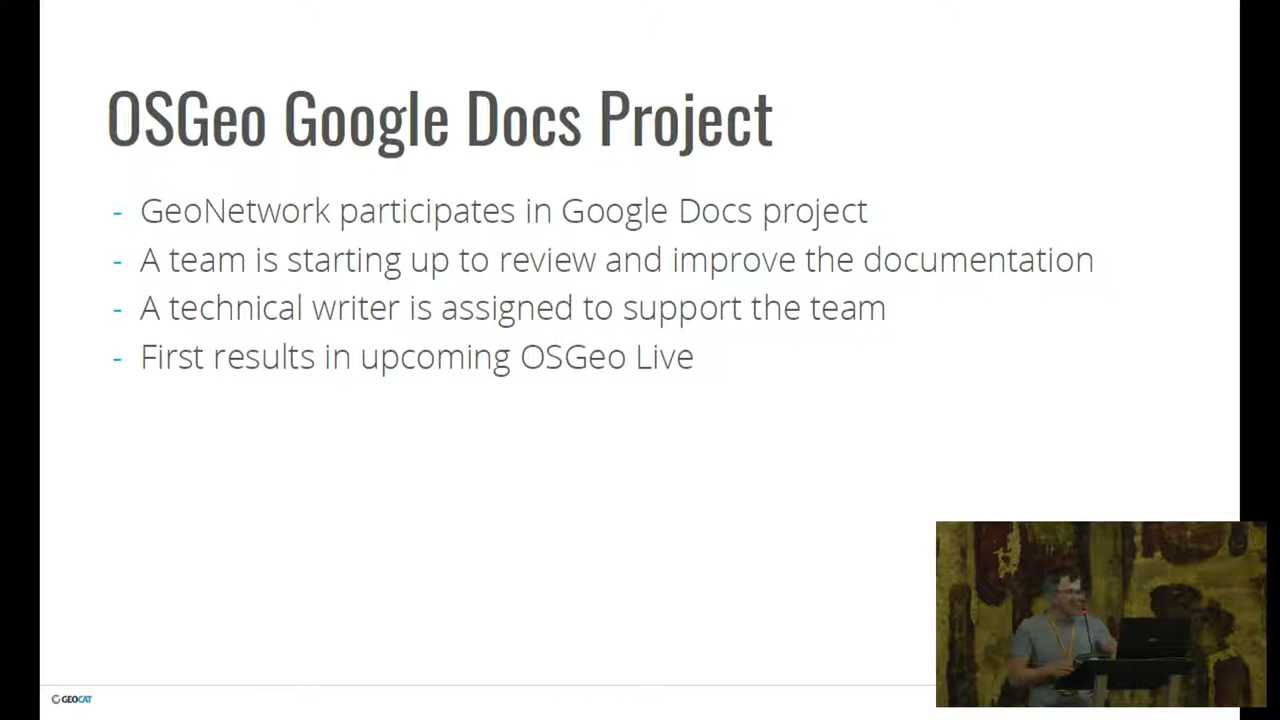 OSGeo Google Docs Project
- GeoNetwork participates in Google Docs project
- A team is starting up to review and improve the documentation
- A technical writer is assigned to support the team
- First results in upcoming OSGeo Live
GEOCAT